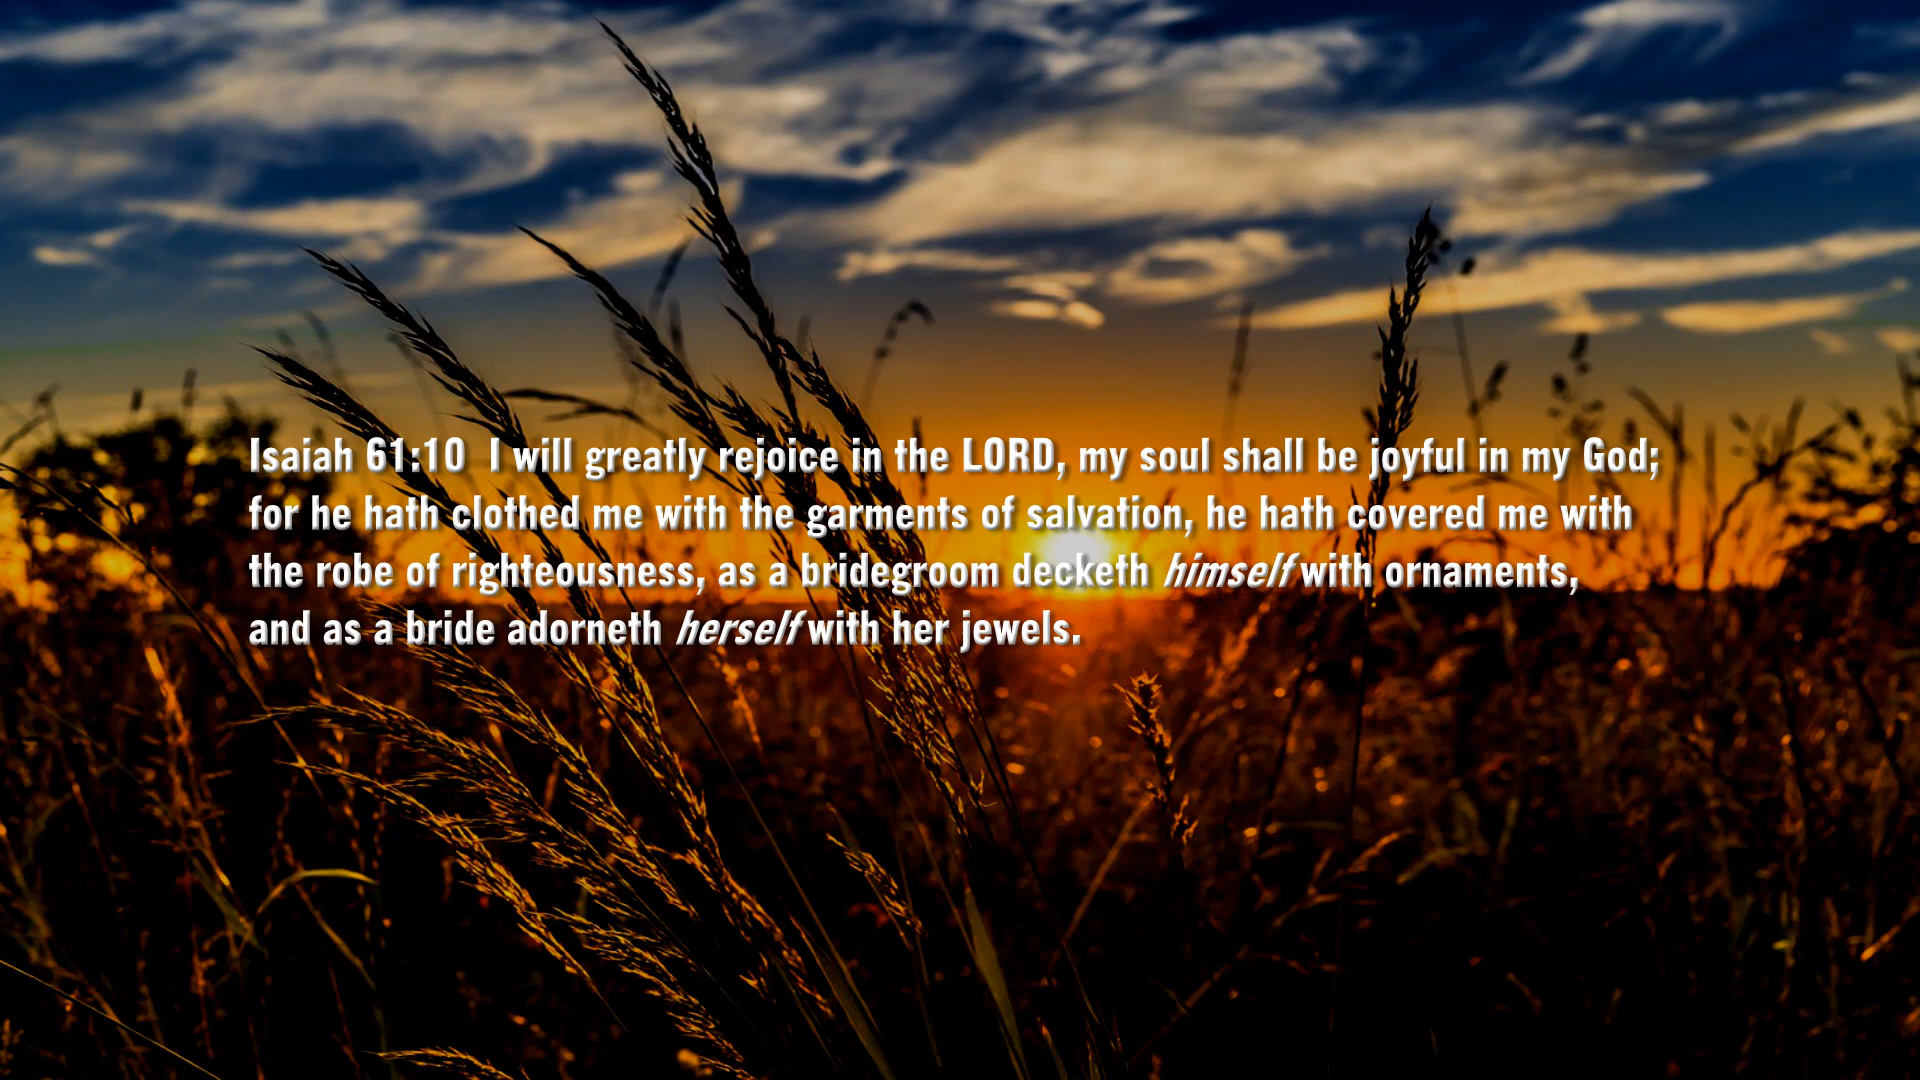 Isaiah 61:10  I will greatly rejoice in the LORD, my soul shall be joyful in my God;
for he hath clothed me with the garments of salvation, he hath covered me with
the robe of righteousness, as a bridegroom decketh himself with ornaments,
and as a bride adorneth herself with her jewels.